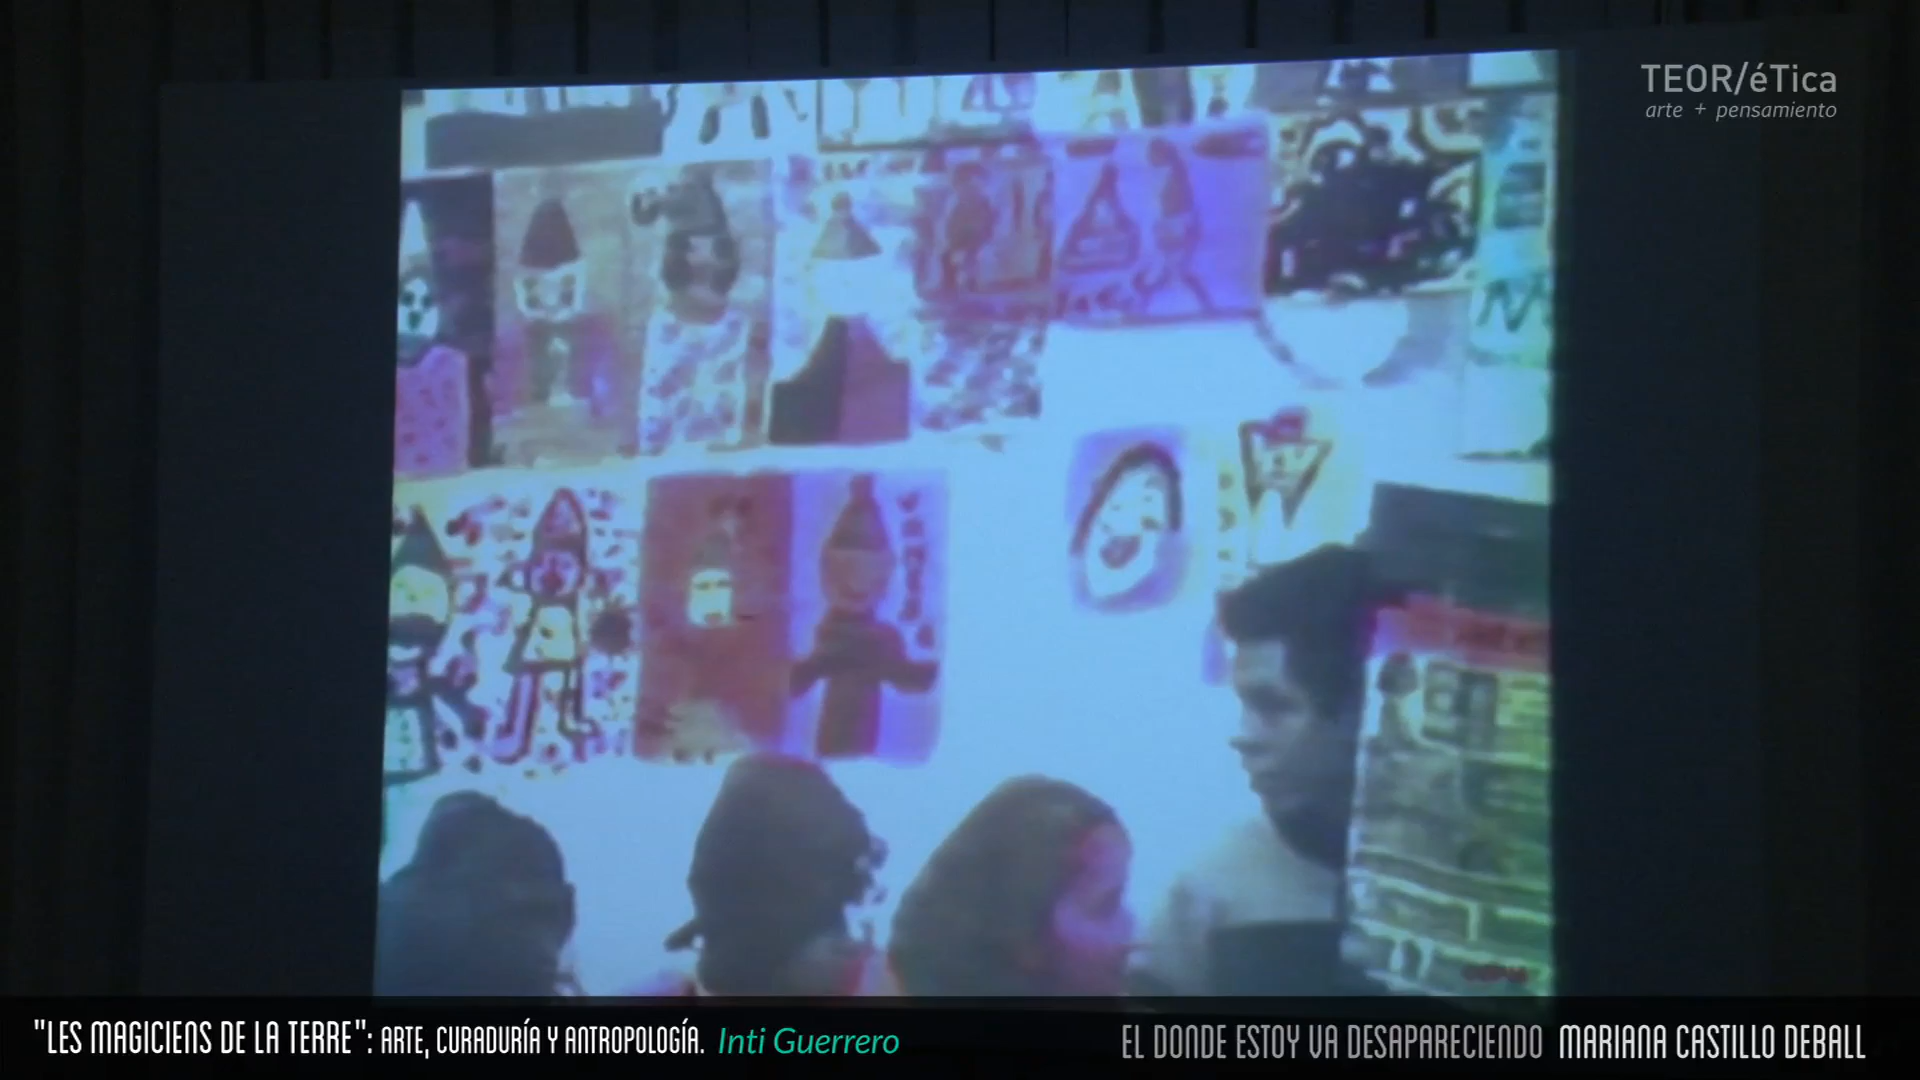 TEOR/éTica
arte + pensamiento
"LES MAGICIENS DE LA TERRE": ARTE, CURADURÍA Y ANTROPOLOGÍA. Inti Guerrero
EL DONDE ESTOY VA DESAPARECIENDO MARIANA CASTILLO DEBALL